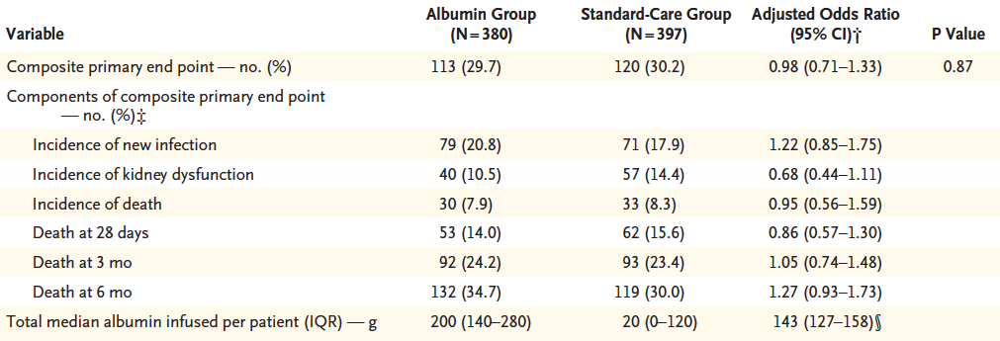 Variable Albumin Group (N=380) Standard-Care Group (N=397) Adjusted Odds Ratio (95% CI)† P Value
Composite primary end point — no. (%) 113 (29.7) 120 (30.2) 0.98 (0.71–1.33) 0.87
Components of composite primary end point
— no. (%)‡
Incidence of new infection 79 (20.8) 71 (17.9) 1.22 (0.85–1.75)
Incidence of kidney dysfunction 40 (10.5) 57 (14.4) 0.68 (0.44–1.11)
Incidence of death 30 (7.9) 33 (8.3) 0.95 (0.56–1.59)
Death at 28 days 53 (14.0) 62 (15.6) 0.86 (0.57–1.30)
Death at 3 mo 92 (24.2) 93 (23.4) 1.05 (0.74–1.48)
Death at 6 mo 132 (34.7) 119 (30.0) 1.27 (0.93–1.73)
Total median albumin infused per patient (IQR) — g 200 (140–280) 20 (0–120) 143 (127–158)§